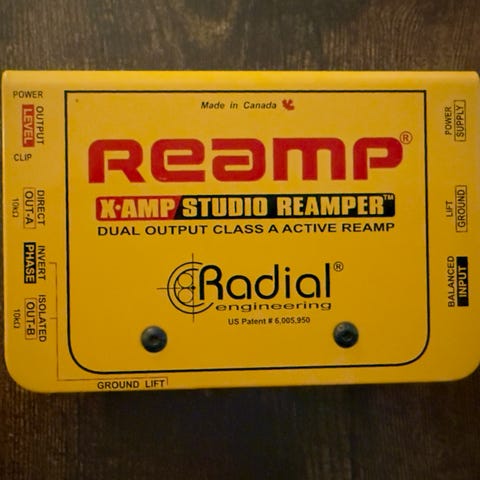 Made in Canada
REAMP®
X·AMP STUDIO REAMPER™
DUAL OUTPUT CLASS A ACTIVE REAMP
Radial®
engineering
US Patent # 6,005,950
POWER
OUTPUT
LEVEL
CLIP
DIRECT
OUT-A
10kΩ
INVERT
PHASE
ISOLATED
OUT-B
10kΩ
GROUND LIFT
POWER
SUPPLY
LIFT
GROUND
BALANCED
INPUT